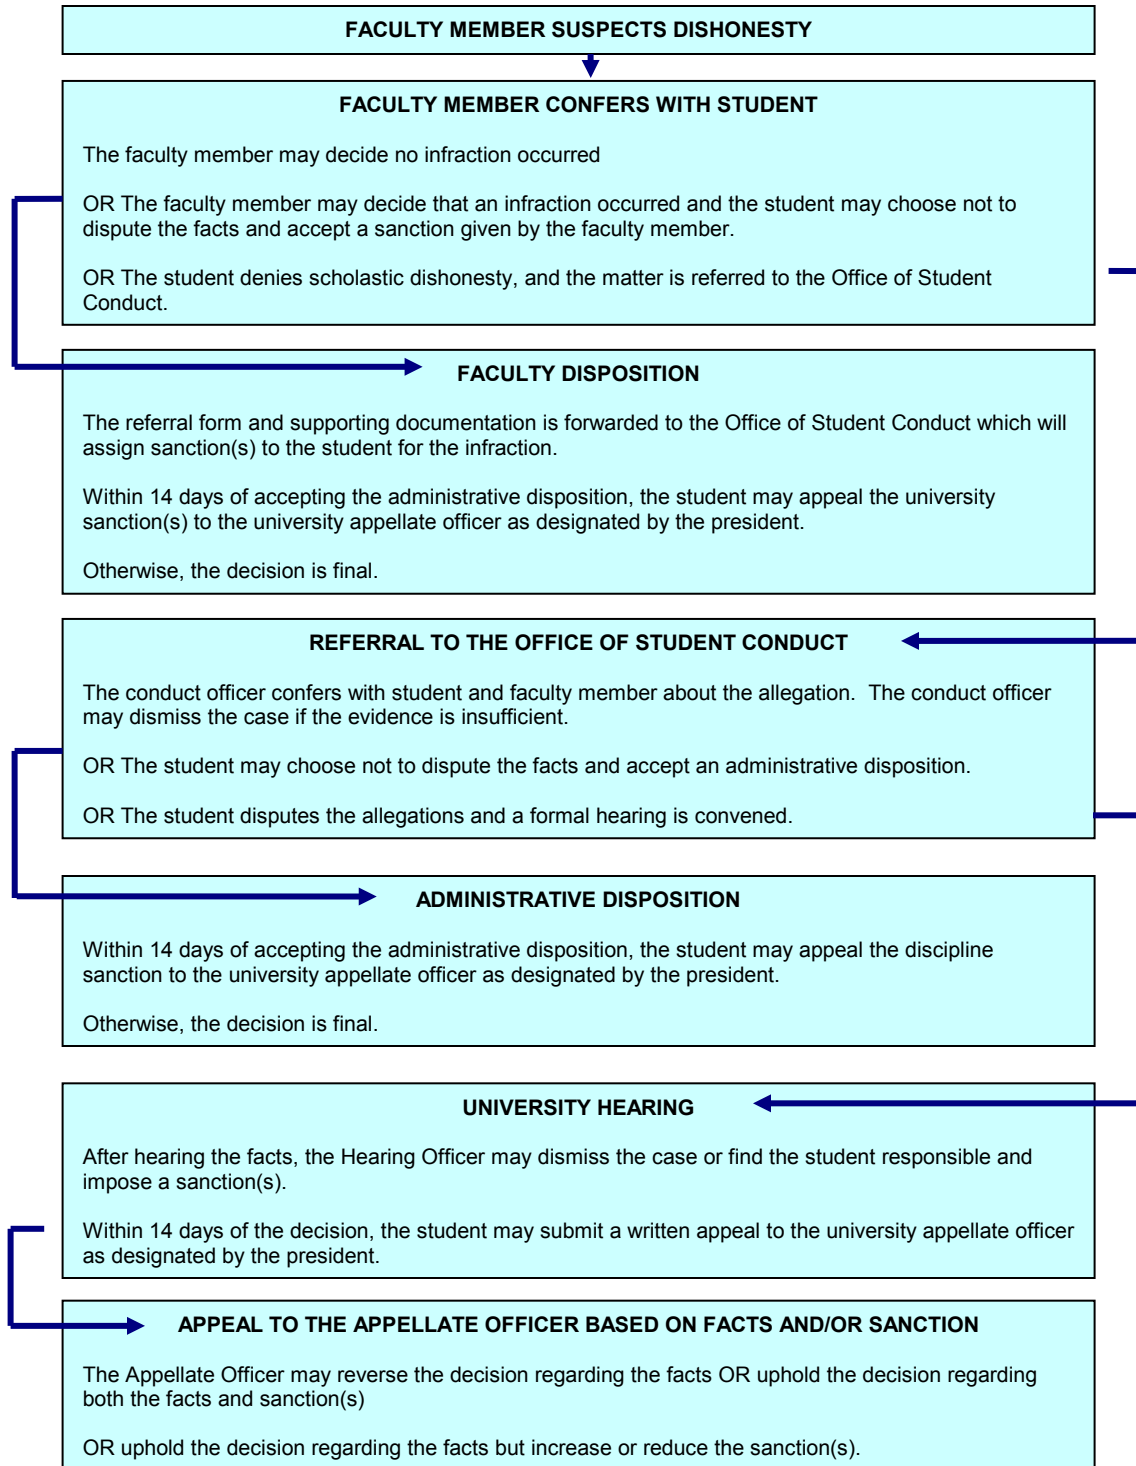 FACULTY MEMBER SUSPECTS DISHONESTY
FACULTY MEMBER CONFERS WITH STUDENT
The faculty member may decide no infraction occurred
OR The faculty member may decide that an infraction occurred and the student may choose not to
dispute the facts and accept a sanction given by the faculty member.
OR The student denies scholastic dishonesty, and the matter is referred to the Office of Student
Conduct.
FACULTY DISPOSITION
The referral form and supporting documentation is forwarded to the Office of Student Conduct which will
assign sanction(s) to the student for the infraction.
Within 14 days of accepting the administrative disposition, the student may appeal the university
sanction(s) to the university appellate officer as designated by the president.
Otherwise, the decision is final.
REFERRAL TO THE OFFICE OF STUDENT CONDUCT
The conduct officer confers with student and faculty member about the allegation.  The conduct officer
may dismiss the case if the evidence is insufficient.
OR The student may choose not to dispute the facts and accept an administrative disposition.
OR The student disputes the allegations and a formal hearing is convened.
ADMINISTRATIVE DISPOSITION
Within 14 days of accepting the administrative disposition, the student may appeal the discipline
sanction to the university appellate officer as designated by the president.
Otherwise, the decision is final.
UNIVERSITY HEARING
After hearing the facts, the Hearing Officer may dismiss the case or find the student responsible and
impose a sanction(s).
Within 14 days of the decision, the student may submit a written appeal to the university appellate officer
as designated by the president.
APPEAL TO THE APPELLATE OFFICER BASED ON FACTS AND/OR SANCTION
The Appellate Officer may reverse the decision regarding the facts OR uphold the decision regarding
both the facts and sanction(s)
OR uphold the decision regarding the facts but increase or reduce the sanction(s).